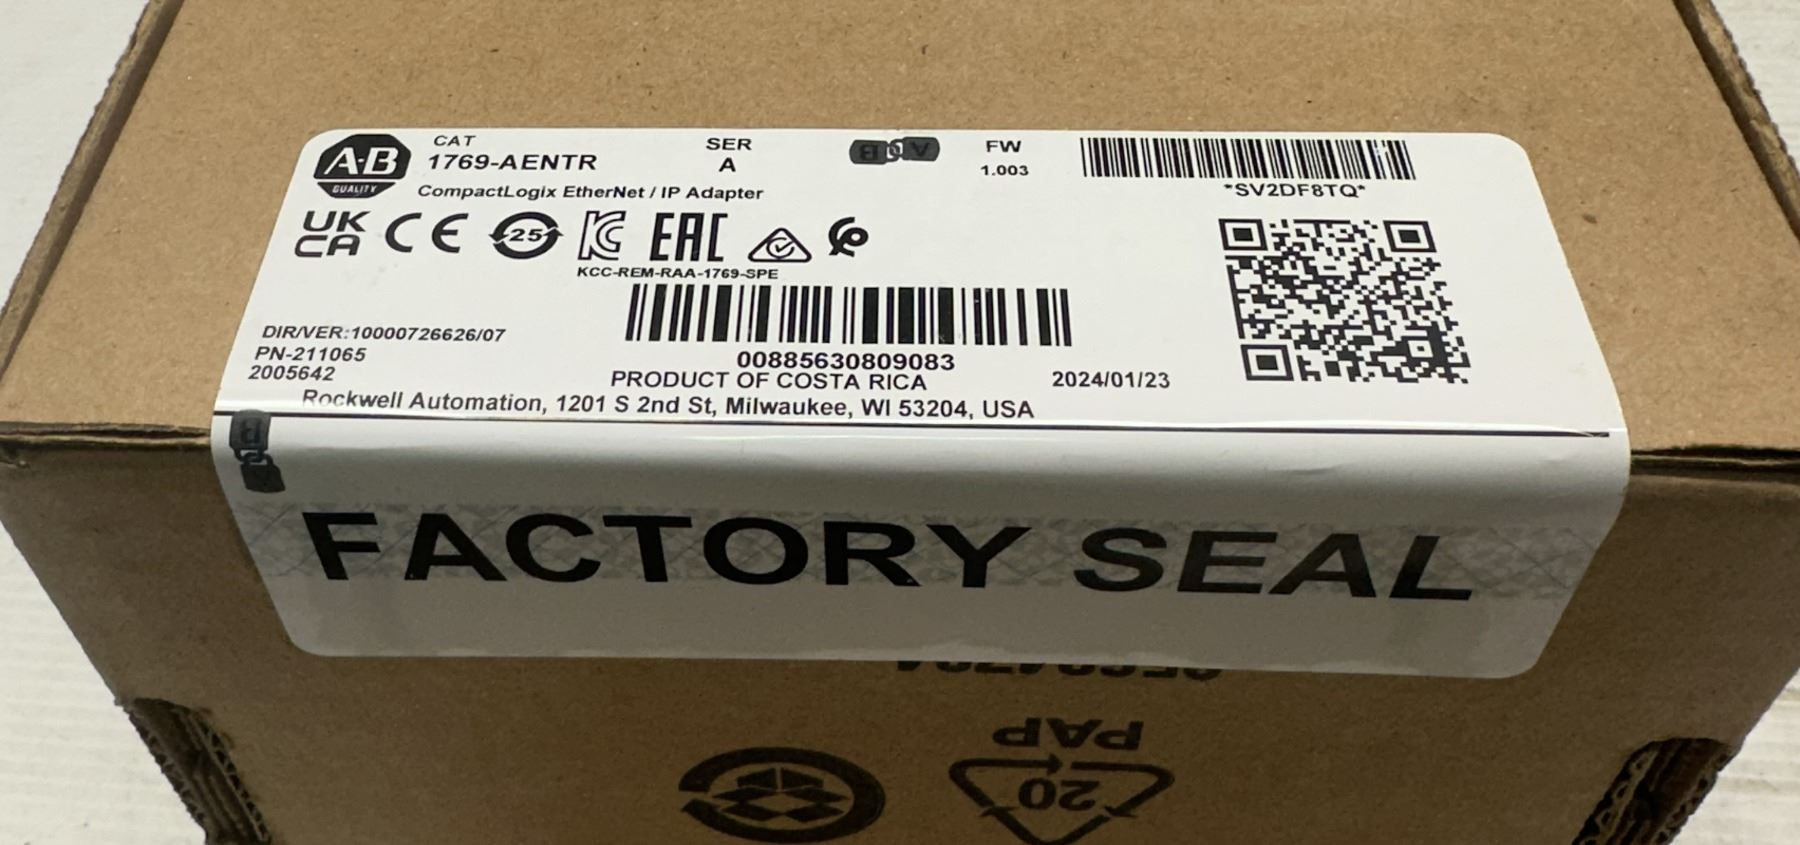 A·B
QUALITY
CAT
1769-AENTR
CompactLogix EtherNet / IP Adapter
SER
A
A B
FW
1.003
*SV2DF8TQ*
UK
CA
CE
25
EAC
KCC-REM-RAA-1769-SPE
DIR/VER:10000726626/07
PN-211065
2005642
00885630809083
PRODUCT OF COSTA RICA
2024/01/23
Rockwell Automation, 1201 S 2nd St, Milwaukee, WI 53204, USA
FACTORY SEAL
PAP
20